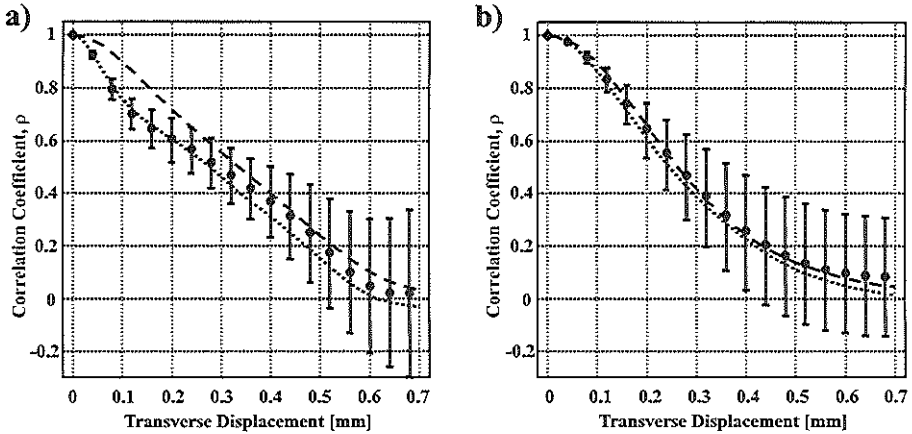 a)
1
0.8
0.6
0.4
0.2
0
-0.2
Correlation Coefficient, ρ
0 0.1 0.2 0.3 0.4 0.5 0.6 0.7
Transverse Displacement [mm]
b)
1
0.8
0.6
0.4
0.2
0
-0.2
Correlation Coefficient, ρ
0 0.1 0.2 0.3 0.4 0.5 0.6 0.7
Transverse Displacement [mm]